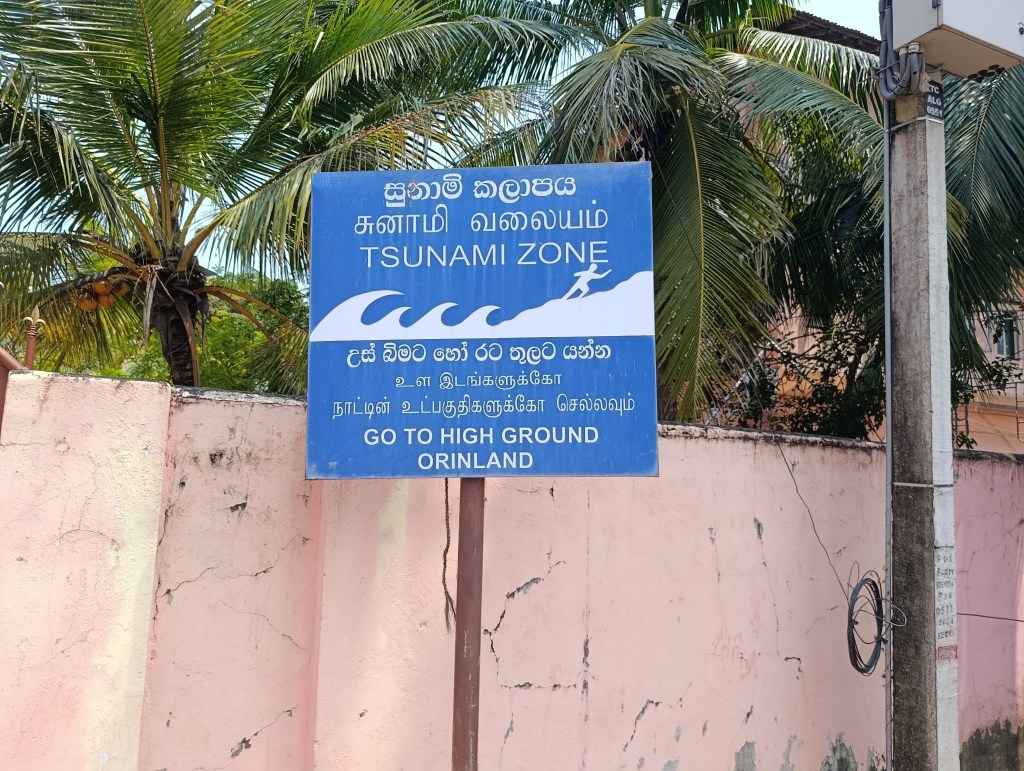 සුනාමි කලාපය
சுனாமி வலையம்
TSUNAMI ZONE
උස් බිමට හෝ රට තුලට යන්න
உள இடங்களுக்கோ
நாட்டின் உட்பகுதிகளுக்கோ செல்லவும்
GO TO HIGH GROUND
ORINLAND
ALG